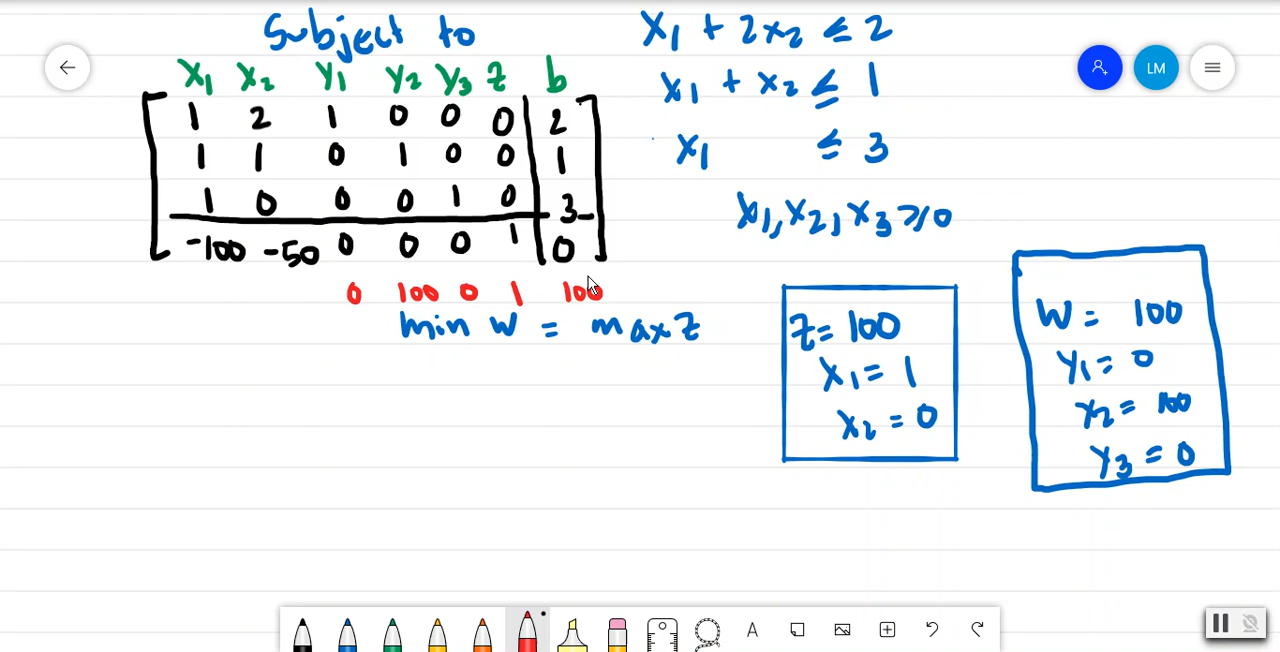 Subject to
x1 + 2x2 ≤ 2
x1 + x2 ≤ 1
x1 ≤ 3
x1, x2, x3 ≥ 0
x1 x2 y1 y2 y3 z b
1 2 1 0 0 0 2
1 1 0 1 0 0 1
1 0 0 0 1 0 3
-100 -50 0 0 0 1 0
0 100 0 1 100
min w = max z
z = 100
x1 = 1
x2 = 0
W = 100
y1 = 0
x2 = 100
y3 = 0
LM
A